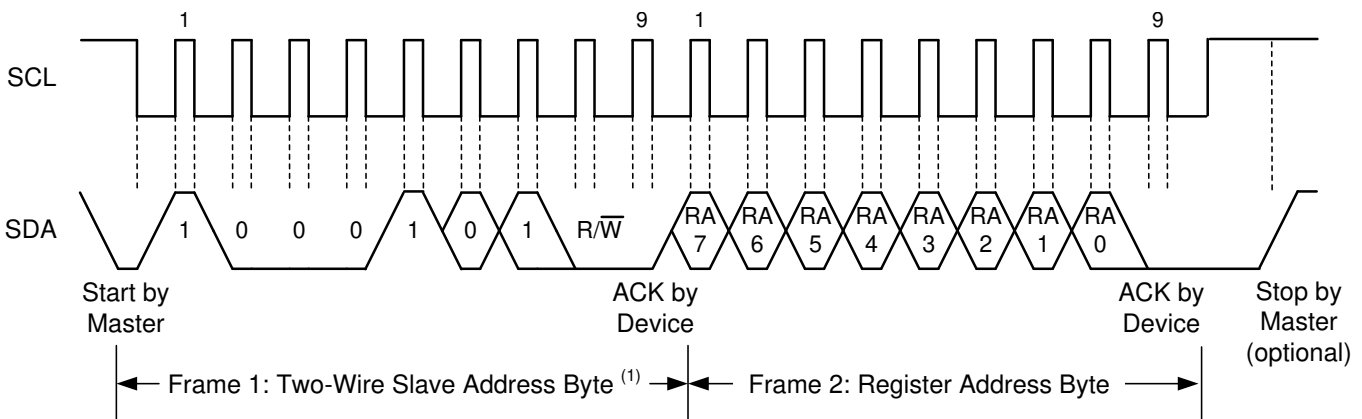 1 9 1 9
SCL
SDA
1 0 0 0 1 0 1 R/W̅ RA RA RA RA RA RA RA RA
7 6 5 4 3 2 1 0
Start by ACK by ACK by Stop by
Master Device Device Master
(optional)
Frame 1: Two-Wire Slave Address Byte (1) Frame 2: Register Address Byte